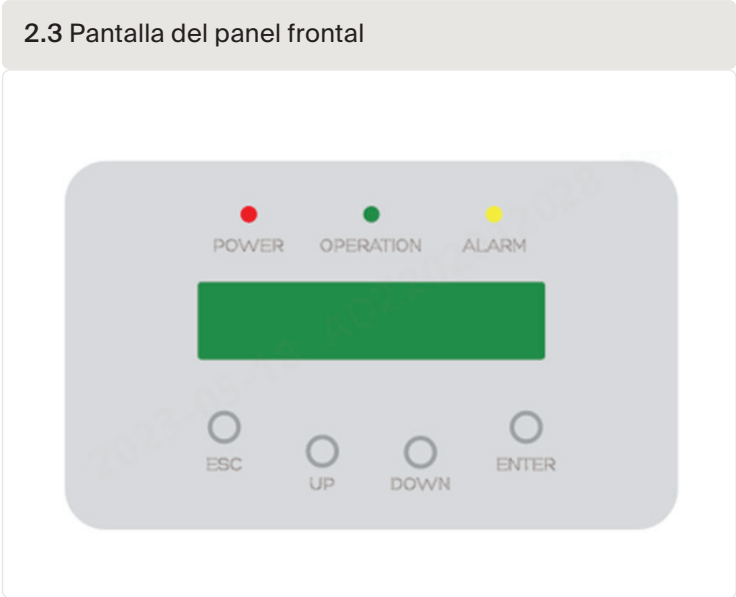 2.3 Pantalla del panel frontal
POWER OPERATION ALARM
ESC ENTER
UP DOWN